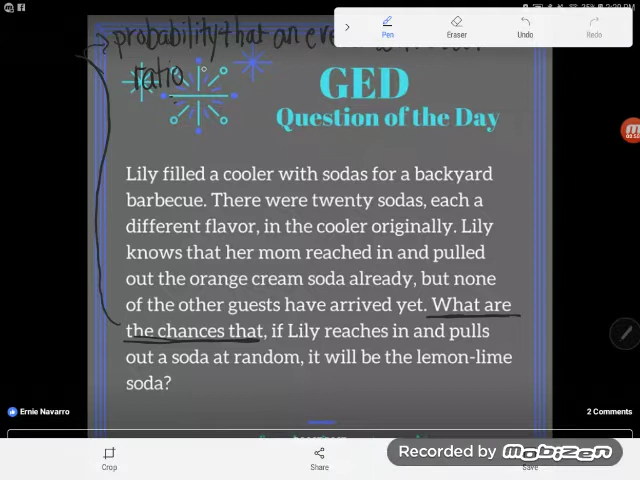 Pen
Eraser
Undo
Redo
probability that an
ratio
GED
Question of the Day
Lily filled a cooler with sodas for a backyard
barbecue. There were twenty sodas, each a
different flavor, in the cooler originally. Lily
knows that her mom reached in and pulled
out the orange cream soda already, but none
of the other guests have arrived yet. What are
the chances that, if Lily reaches in and pulls
out a soda at random, it will be the lemon-lime
soda?
Ernie Navarro
2 Comments
Recorded by
MOBIZEN
Crop
Share
Save